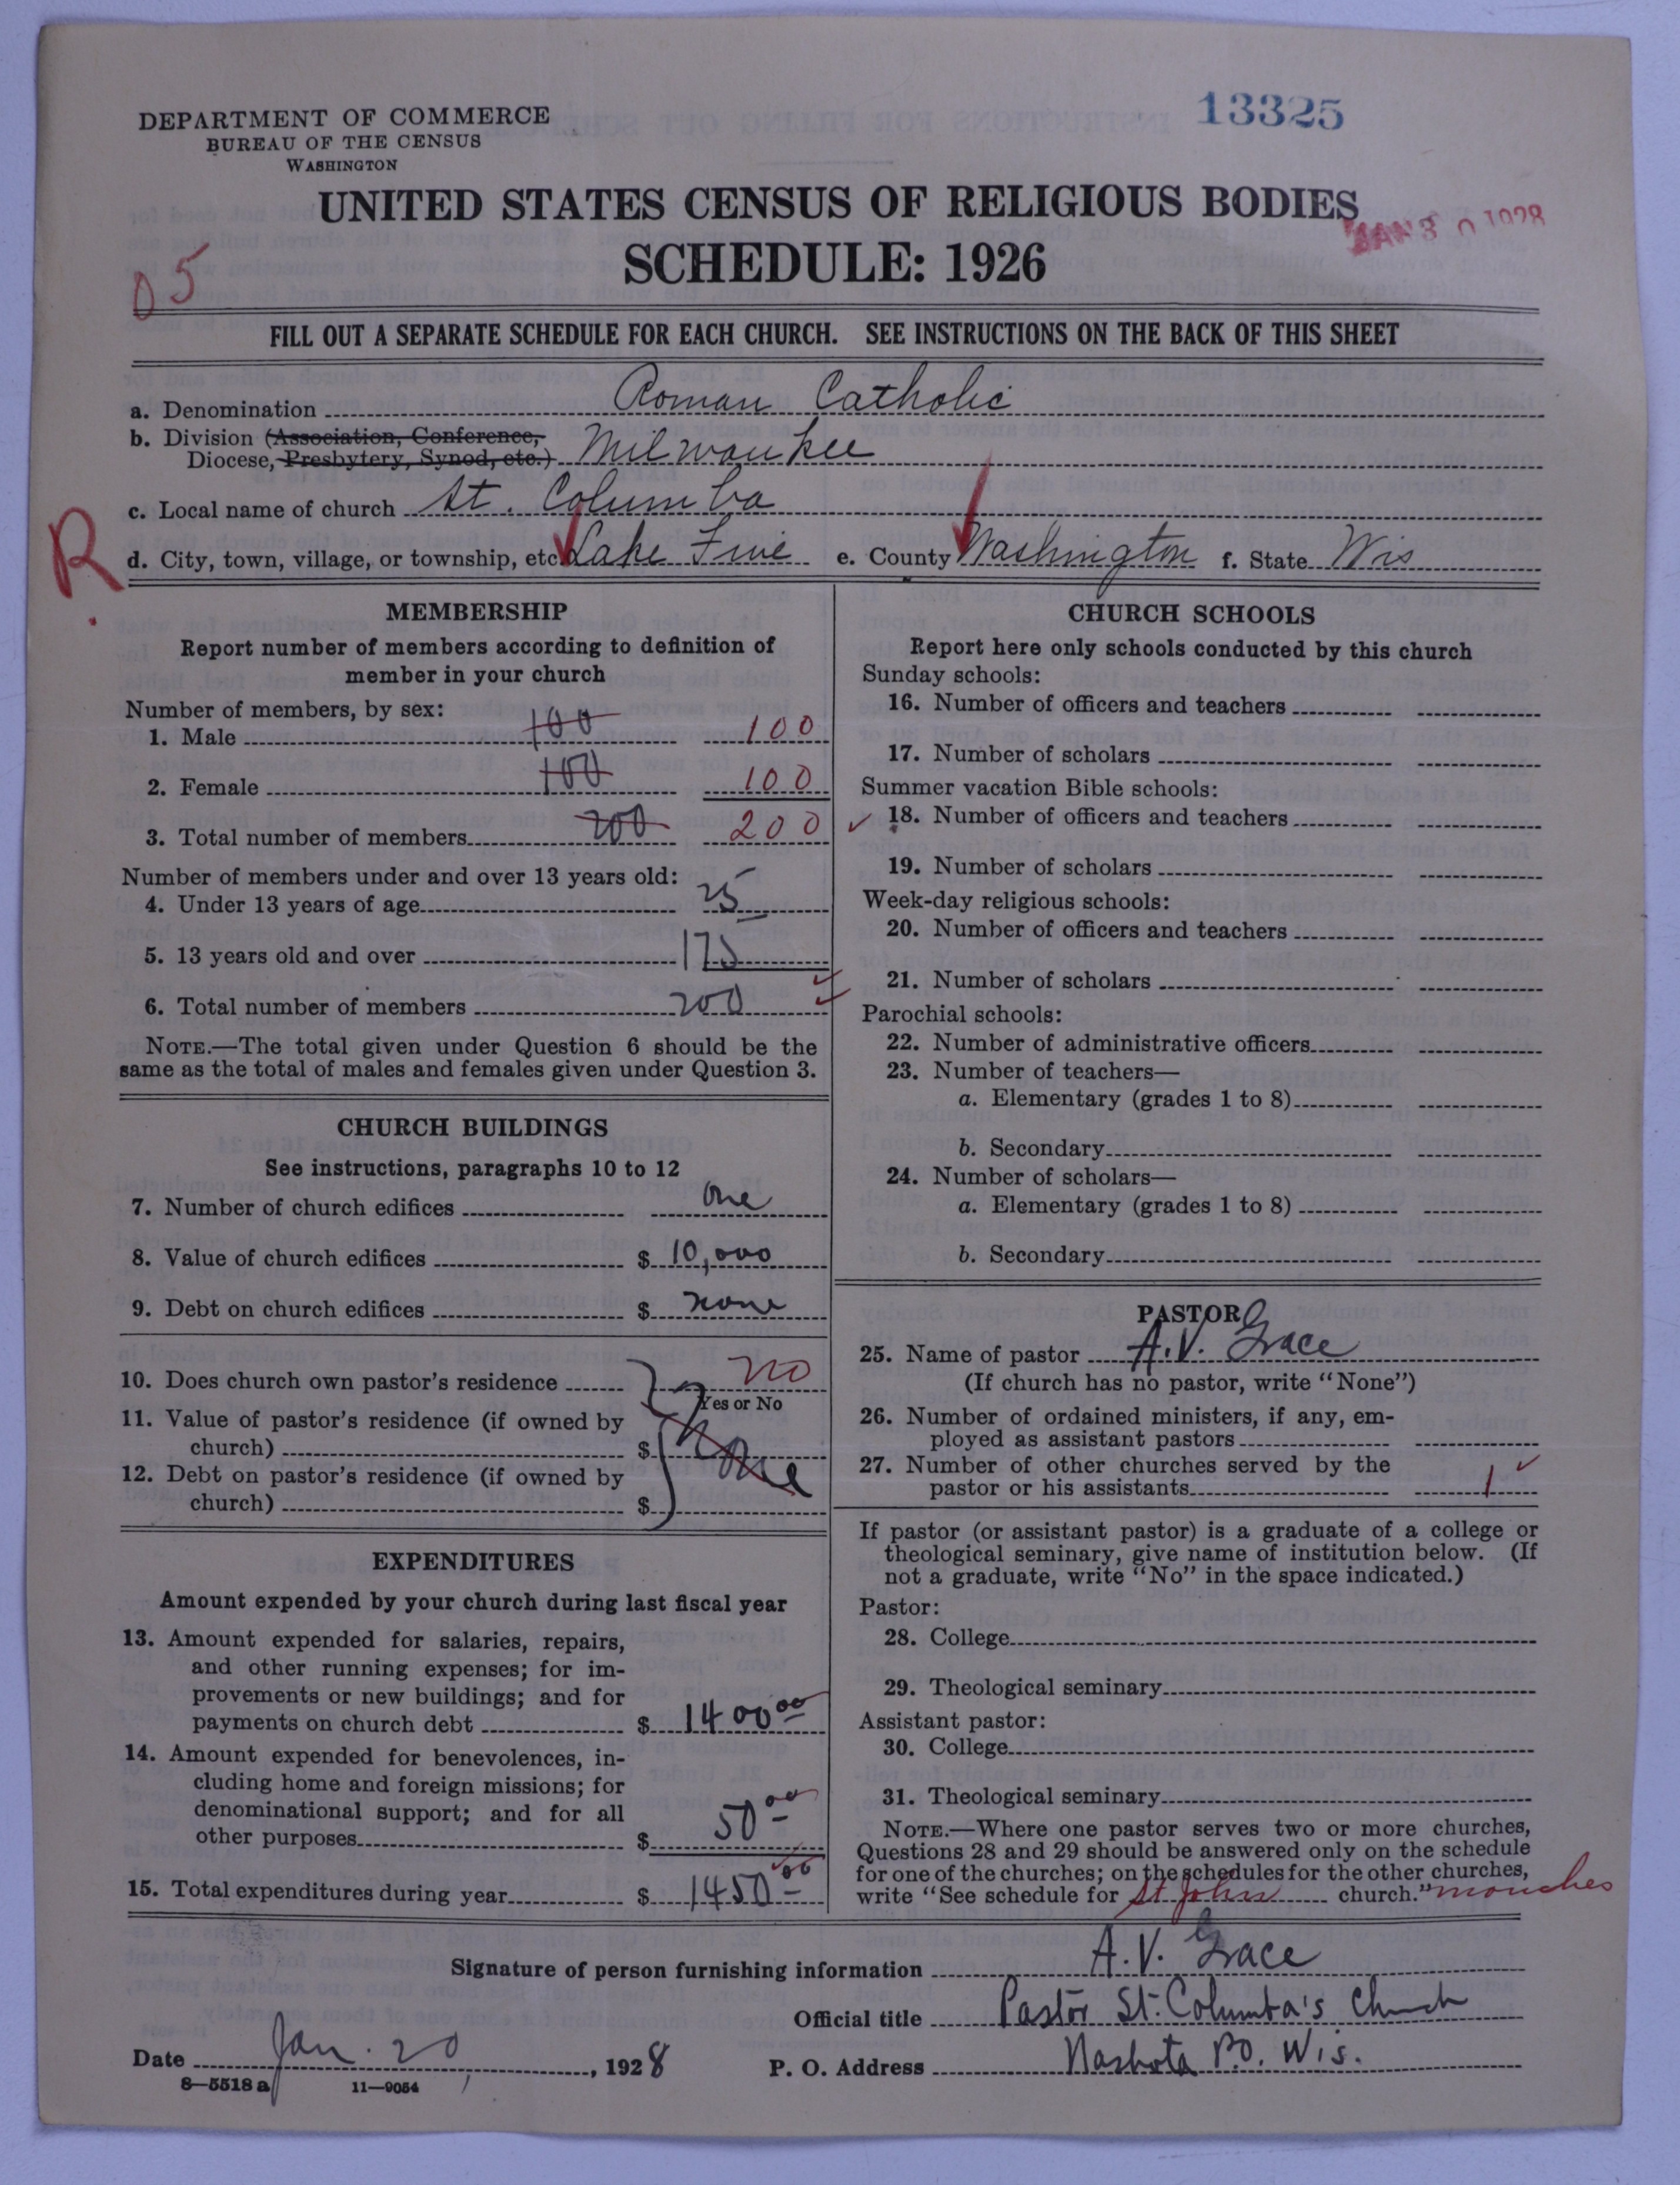 13325
DEPARTMENT OF COMMERCE
BUREAU OF THE CENSUS
WASHINGTON
UNITED STATES CENSUS OF RELIGIOUS BODIES
JAN 30 1928
SCHEDULE: 1926
05
FILL OUT A SEPARATE SCHEDULE FOR EACH CHURCH. SEE INSTRUCTIONS ON THE BACK OF THIS SHEET
a. Denomination Roman Catholic
b. Division (Association, Conference,
Diocese, Presbytery, Synod, etc.) Milwaukee
c. Local name of church St. Columba
R
d. City, town, village, or township, etc. Lake Five e. County Washington f. State Wis
MEMBERSHIP
Report number of members according to definition of
member in your church
Number of members, by sex:
1. Male 100 100
2. Female 100 100
3. Total number of members 200 200
Number of members under and over 13 years old:
4. Under 13 years of age 25
5. 13 years old and over 175
6. Total number of members 200
NOTE.—The total given under Question 6 should be the
same as the total of males and females given under Question 3.
CHURCH BUILDINGS
See instructions, paragraphs 10 to 12
7. Number of church edifices one
8. Value of church edifices $ 10,000
9. Debt on church edifices $ none
10. Does church own pastor's residence no
Yes or No
11. Value of pastor's residence (if owned by
church) $ None
12. Debt on pastor's residence (if owned by
church) $
EXPENDITURES
Amount expended by your church during last fiscal year
13. Amount expended for salaries, repairs,
and other running expenses; for im-
provements or new buildings; and for
payments on church debt $ 1400 00
14. Amount expended for benevolences, in-
cluding home and foreign missions; for
denominational support; and for all
other purposes $ 50 00
15. Total expenditures during year $ 1450 00
CHURCH SCHOOLS
Report here only schools conducted by this church
Sunday schools:
16. Number of officers and teachers
17. Number of scholars
Summer vacation Bible schools:
18. Number of officers and teachers
19. Number of scholars
Week-day religious schools:
20. Number of officers and teachers
21. Number of scholars
Parochial schools:
22. Number of administrative officers
23. Number of teachers—
a. Elementary (grades 1 to 8)
b. Secondary
24. Number of scholars—
a. Elementary (grades 1 to 8)
b. Secondary
PASTOR
25. Name of pastor A.V. Grace
(If church has no pastor, write "None")
26. Number of ordained ministers, if any, em-
ployed as assistant pastors
27. Number of other churches served by the
pastor or his assistants 1
If pastor (or assistant pastor) is a graduate of a college or
theological seminary, give name of institution below. (If
not a graduate, write "No" in the space indicated.)
Pastor:
28. College
29. Theological seminary
Assistant pastor:
30. College
31. Theological seminary
NOTE.—Where one pastor serves two or more churches,
Questions 28 and 29 should be answered only on the schedule
for one of the churches; on the schedules for the other churches,
write "See schedule for St John church." monches
Signature of person furnishing information A.V. Grace
Official title Pastor St. Columba's Church
Date Jan. 20, 1928 P. O. Address Nashota P.O. Wis.
8—5518 a 11—9054